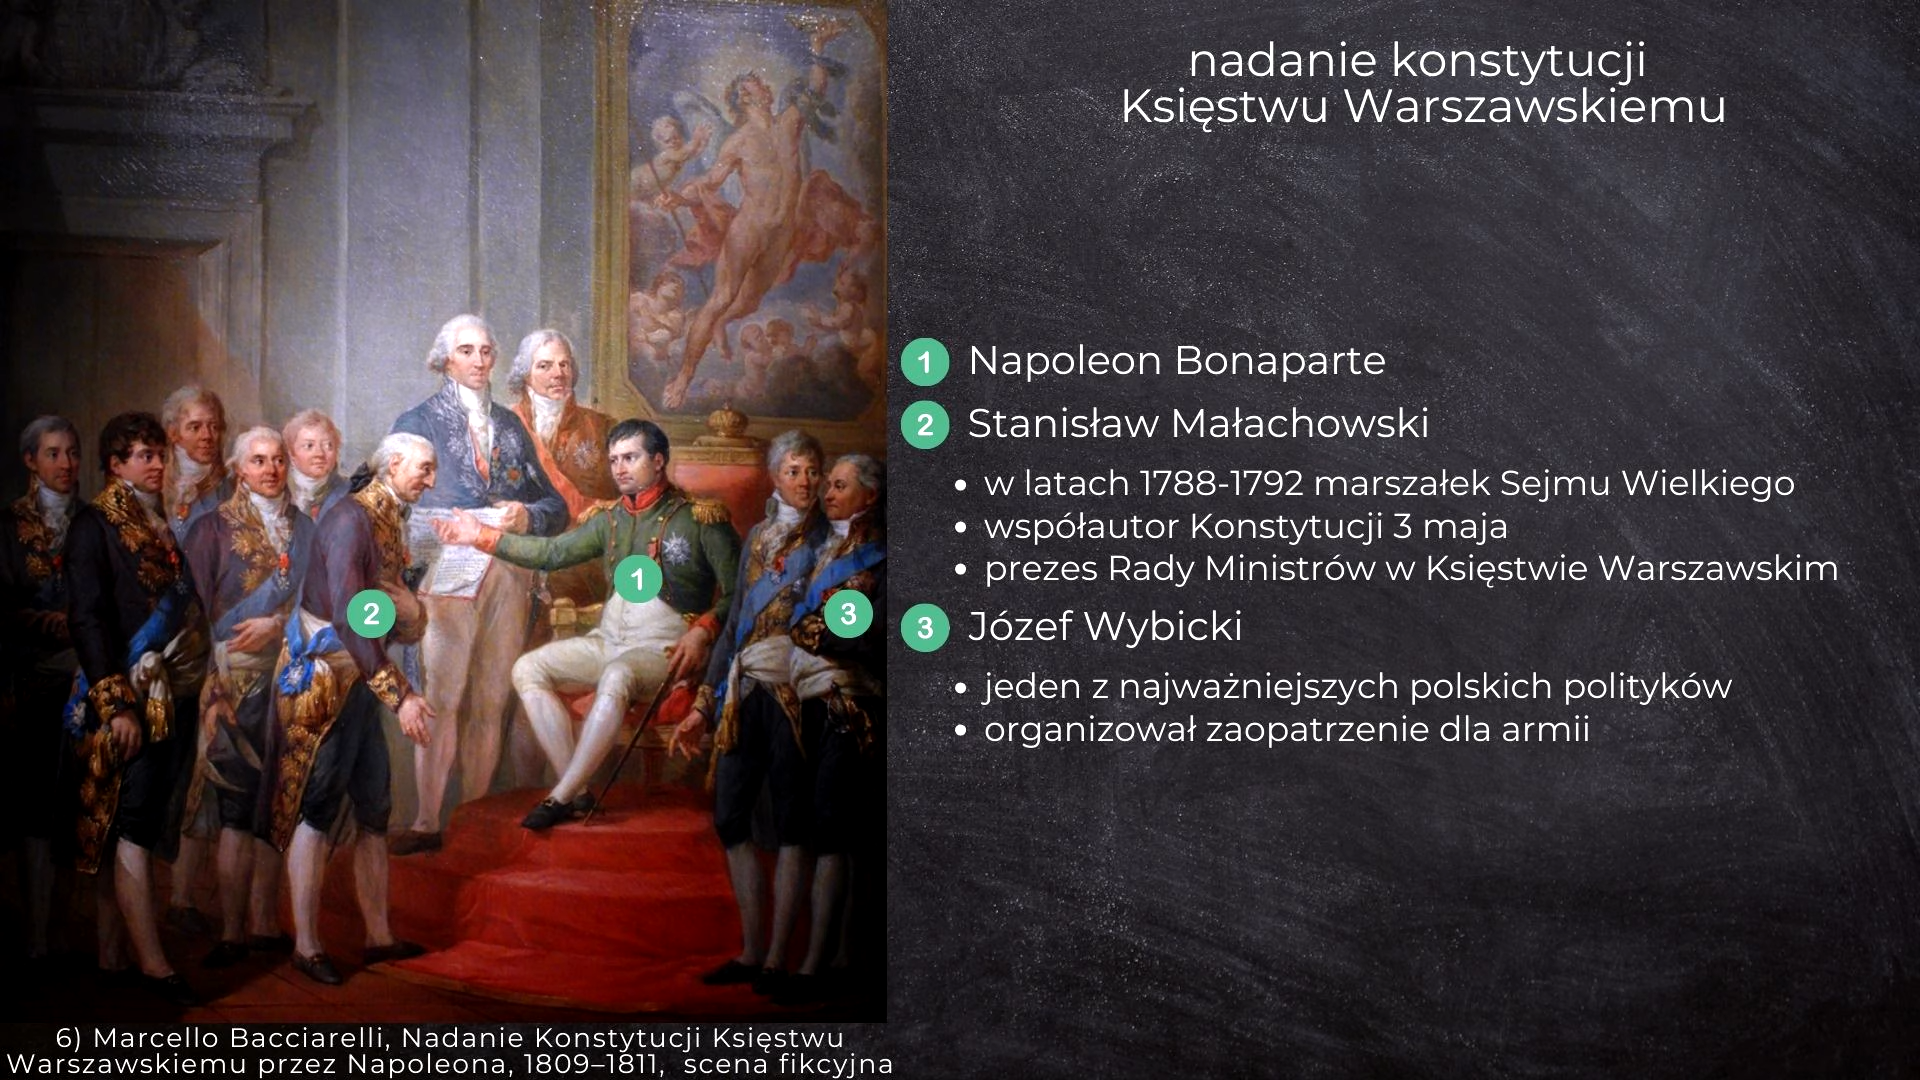 nadanie konstytucji
Księstwu Warszawskiemu
1 Napoleon Bonaparte
2 Stanisław Małachowski
• w latach 1788-1792 marszałek Sejmu Wielkiego
• współautor Konstytucji 3 maja
• prezes Rady Ministrów w Księstwie Warszawskim
3 Józef Wybicki
• jeden z najważniejszych polskich polityków
• organizował zaopatrzenie dla armii
1
2
3
6) Marcello Bacciarelli, Nadanie Konstytucji Księstwu
Warszawskiemu przez Napoleona, 1809–1811, scena fikcyjna